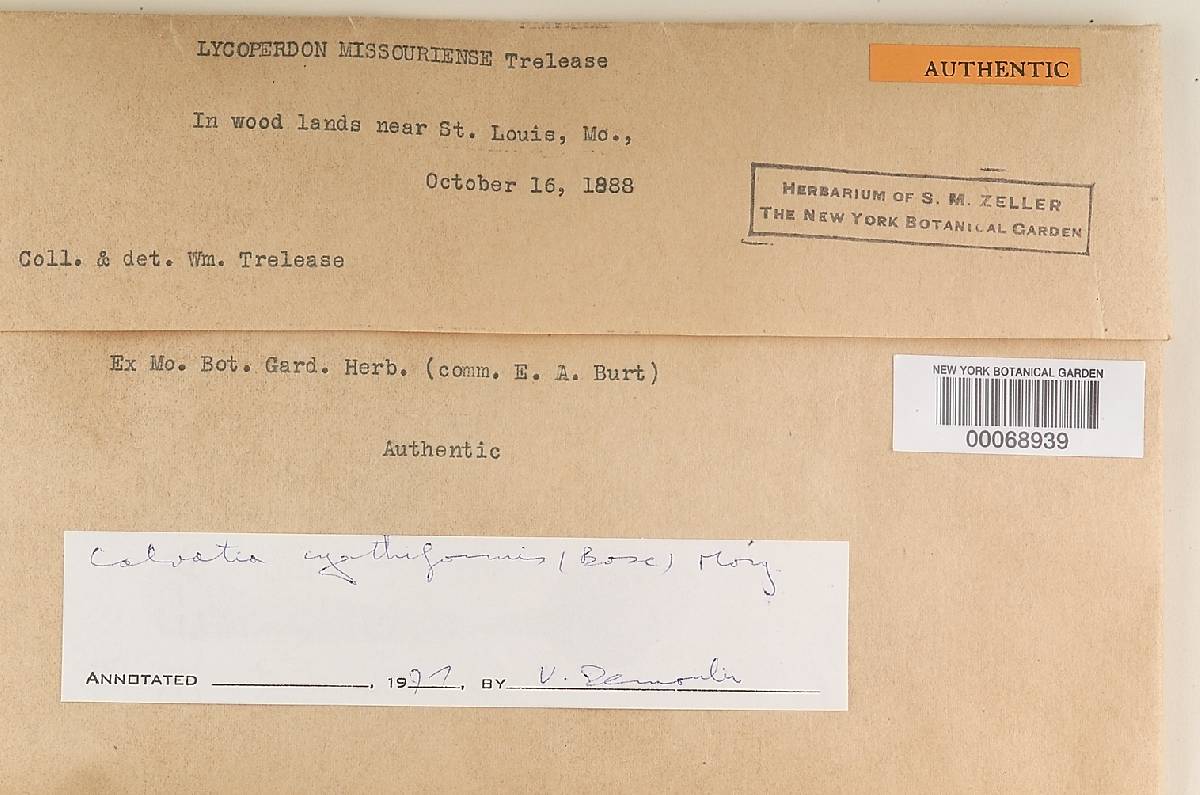 LYCOPERDON MISSOURIENSE Trelease
AUTHENTIC
In wood lands near St. Louis, Mo.,
October 16, 1888
HERBARIUM OF S. M. ZELLER
THE NEW YORK BOTANICAL GARDEN
Coll. & det. Wm. Trelease
Ex Mo. Bot. Gard. Herb. (comm. E. A. Burt)
NEW YORK BOTANICAL GARDEN
00068939
Authentic
Calvatia cyathiformis (Bosc) Morg.
ANNOTATED , 1971, BY V. Demoulin